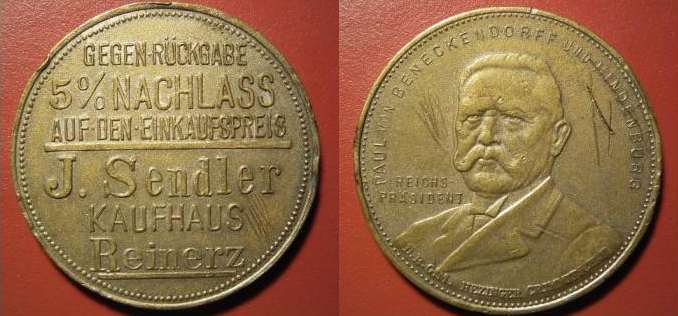 GEGEN·RÜCKGABE
5% NACHLASS
AUF·DEN·EINKAUFSPREIS
J. Sendler
KAUFHAUS
Reinerz
PAUL VON BENECKENDORFF UND HINDENBURG
REICHS
PRÄSIDENT